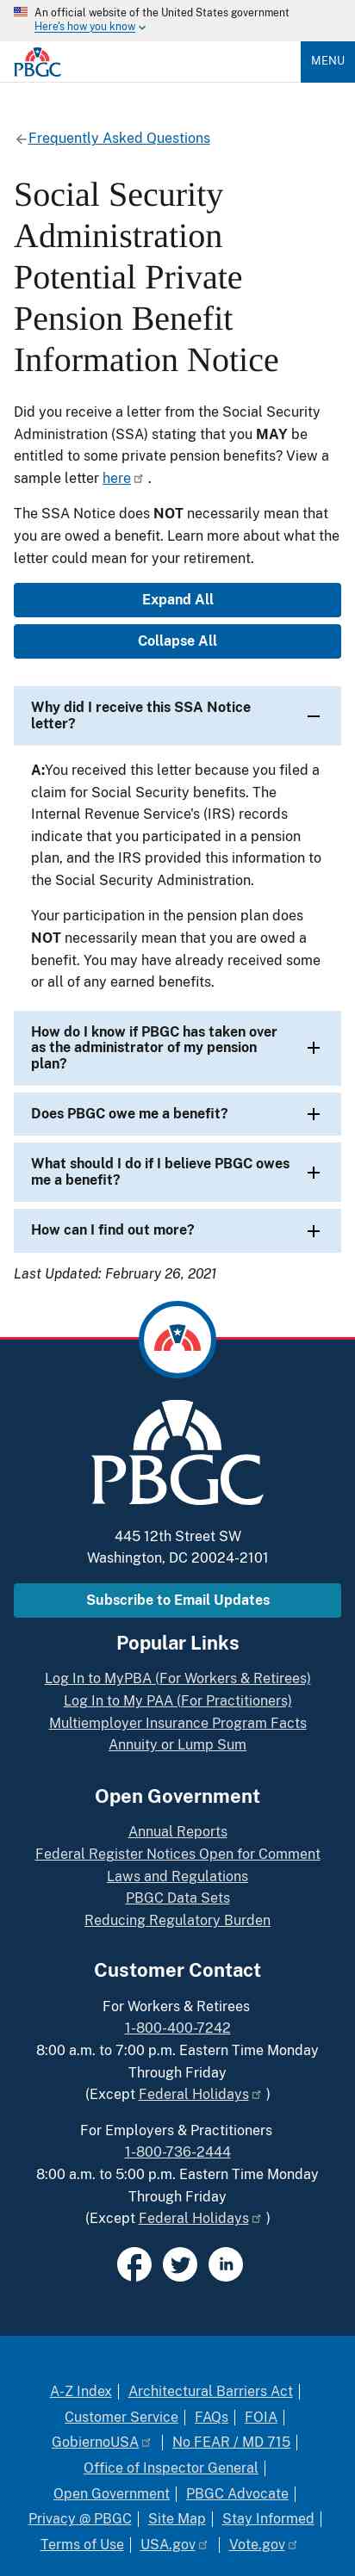 An official website of the United States government
Here's how you know
PBGC
MENU
Frequently Asked Questions
Social Security
Administration
Potential Private
Pension Benefit
Information Notice
Did you receive a letter from the Social Security
Administration (SSA) stating that you MAY be
entitled to some private pension benefits? View a
sample letter here .
The SSA Notice does NOT necessarily mean that
you are owed a benefit. Learn more about what the
letter could mean for your retirement.
Expand All
Collapse All
Why did I receive this SSA Notice
letter?
A:You received this letter because you filed a
claim for Social Security benefits. The
Internal Revenue Service's (IRS) records
indicate that you participated in a pension
plan, and the IRS provided this information to
the Social Security Administration.
Your participation in the pension plan does
NOT necessarily mean that you are owed a
benefit. You may have already received some
or all of any earned benefits.
How do I know if PBGC has taken over
as the administrator of my pension
plan?
Does PBGC owe me a benefit?
What should I do if I believe PBGC owes
me a benefit?
How can I find out more?
Last Updated: February 26, 2021
PBGC
445 12th Street SW
Washington, DC 20024-2101
Subscribe to Email Updates
Popular Links
Log In to MyPBA (For Workers & Retirees)
Log In to My PAA (For Practitioners)
Multiemployer Insurance Program Facts
Annuity or Lump Sum
Open Government
Annual Reports
Federal Register Notices Open for Comment
Laws and Regulations
PBGC Data Sets
Reducing Regulatory Burden
Customer Contact
For Workers & Retirees
1-800-400-7242
8:00 a.m. to 7:00 p.m. Eastern Time Monday
Through Friday
(Except Federal Holidays )
For Employers & Practitioners
1-800-736-2444
8:00 a.m. to 5:00 p.m. Eastern Time Monday
Through Friday
(Except Federal Holidays )
A-Z Index | Architectural Barriers Act |
Customer Service | FAQs | FOIA |
GobiernoUSA | No FEAR / MD 715 |
Office of Inspector General |
Open Government | PBGC Advocate |
Privacy @ PBGC | Site Map | Stay Informed |
Terms of Use | USA.gov | Vote.gov